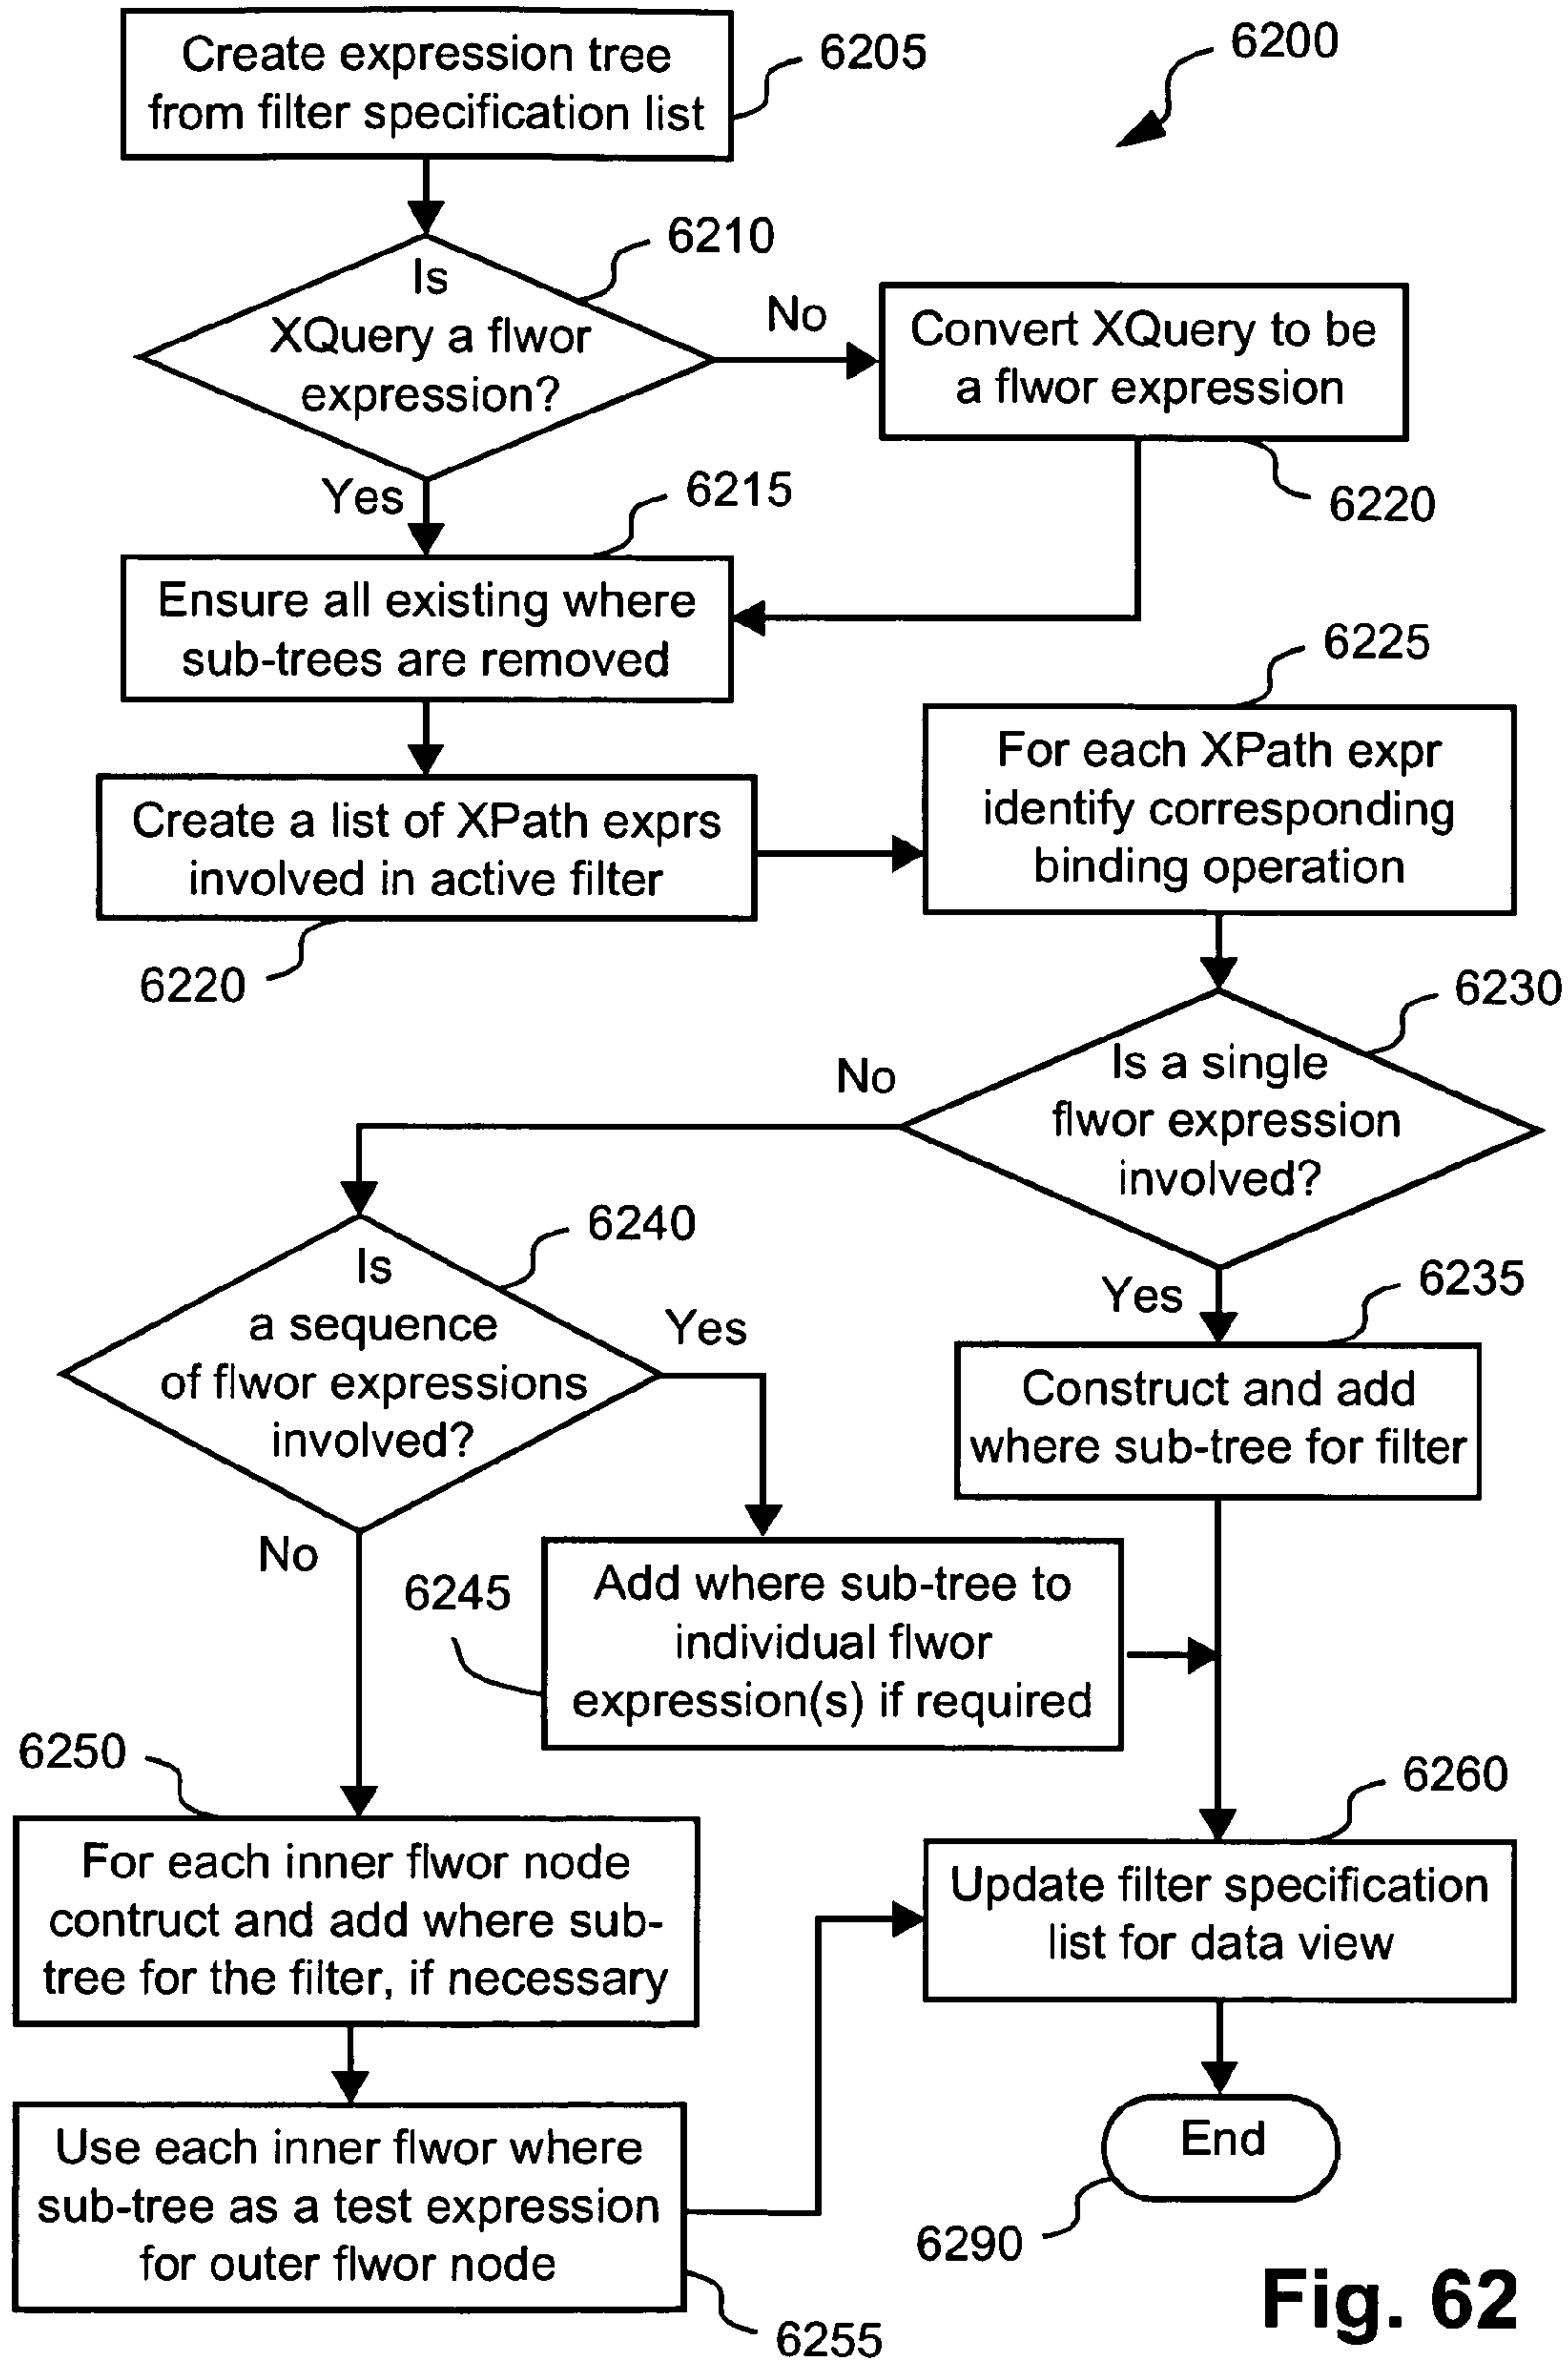 Create expression tree
from filter specification list
6205
6200
6210
Is
XQuery a flwor
expression?
No
Convert XQuery to be
a flwor expression
6220
Yes
6215
Ensure all existing where
sub-trees are removed
6225
Create a list of XPath exprs
involved in active filter
6220
For each XPath expr
identify corresponding
binding operation
6230
Is a single
flwor expression
involved?
No
6240
Is
a sequence
of flwor expressions
involved?
Yes
Yes
6235
Construct and add
where sub-tree for filter
No
6245
Add where sub-tree to
individual flwor
expression(s) if required
6250
For each inner flwor node
contruct and add where sub-
tree for the filter, if necessary
6260
Update filter specification
list for data view
Use each inner flwor where
sub-tree as a test expression
for outer flwor node
6255
End
6290
Fig. 62